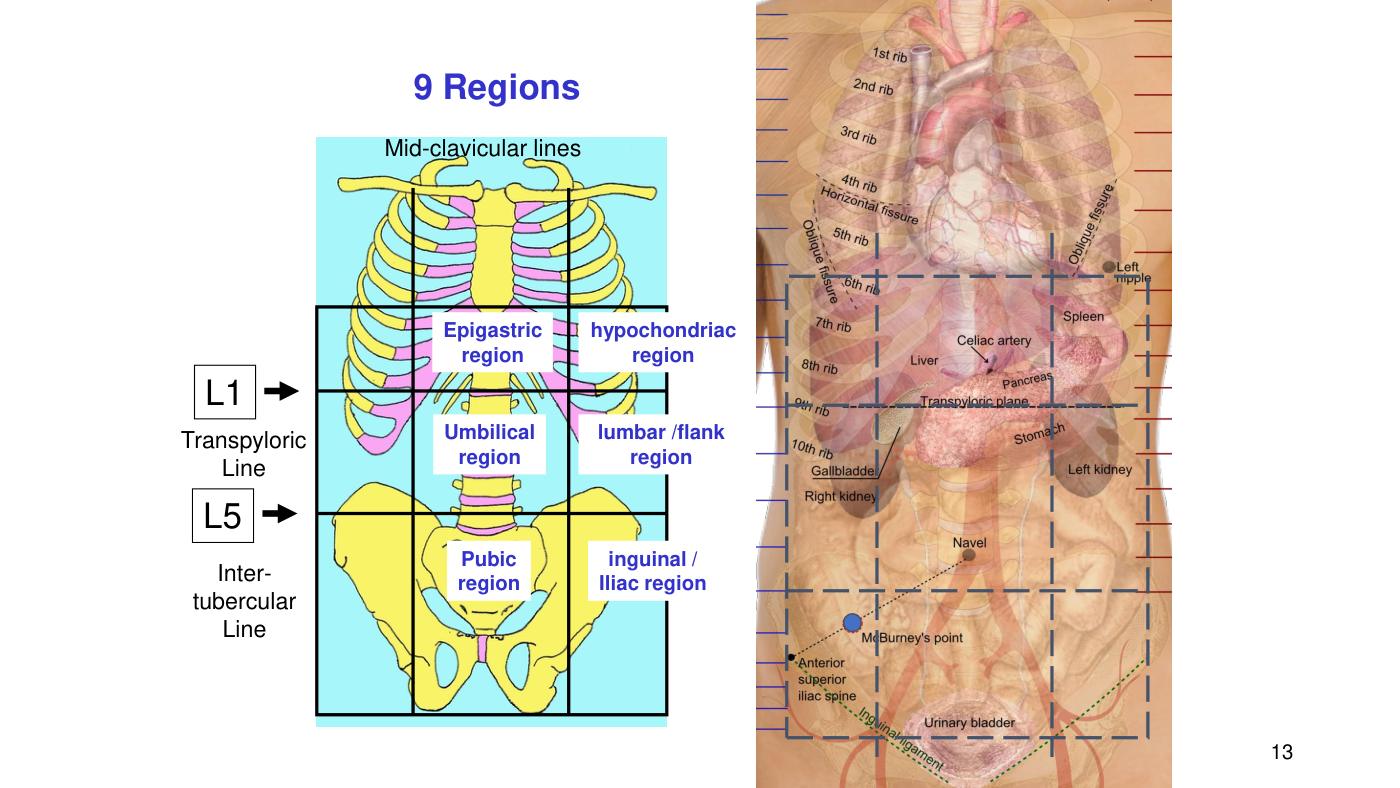 9 Regions
Mid-clavicular lines
Epigastric
region
hypochondriac
region
L1
Transpyloric
Line
Umbilical
region
lumbar /flank
region
L5
Inter-
tubercular
Line
Pubic
region
inguinal /
Iliac region
1st rib
2nd rib
3rd rib
4th rib
Horizontal fissure
Oblique fissure
5th rib
Oblique fissure
Left
nipple
6th rib
7th rib
Spleen
Celiac artery
Liver
8th rib
Pancreas
Transpyloric plane
9th rib
Stomach
10th rib
Gallbladder
Left kidney
Right kidney
Navel
McBurney's point
Anterior
superior
iliac spine
Inguinal ligament
Urinary bladder
13